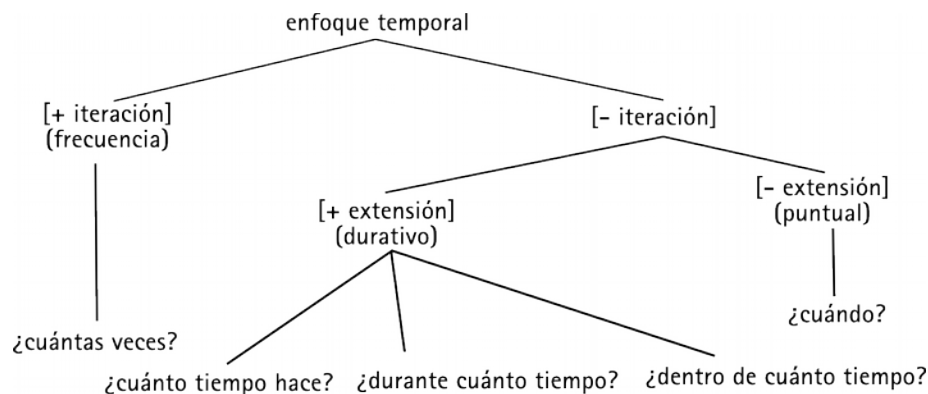 enfoque temporal
[+ iteración]
(frecuencia)
[- iteración]
[+ extensión]
(durativo)
[- extensión]
(puntual)
¿cuántas veces?
¿cuánto tiempo hace?
¿durante cuánto tiempo?
¿dentro de cuánto tiempo?
¿cuándo?